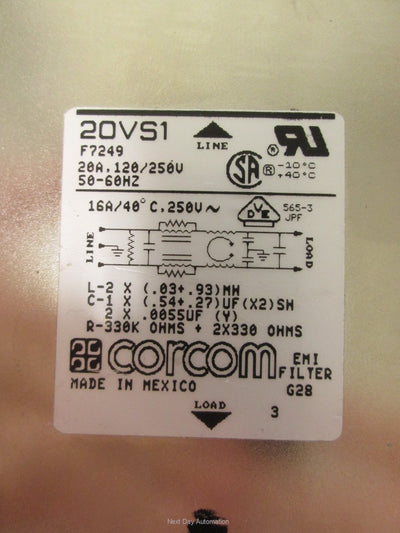 20VS1
LINE
F7249
20A.120/250V
50-60HZ
SA
®
-10°C
+40°C
16A/40°C.250V~
VDE
565-3
JPF
LINE
LOAD
L-2 X (.03+.93)MH
C-1 X (.54+.27)UF(X2)SH
2 X .0055UF (Y)
R-330K OHMS + 2X330 OHMS
corcom
EMI
FILTER
MADE IN MEXICO
G28
LOAD
3
Next Day Automation